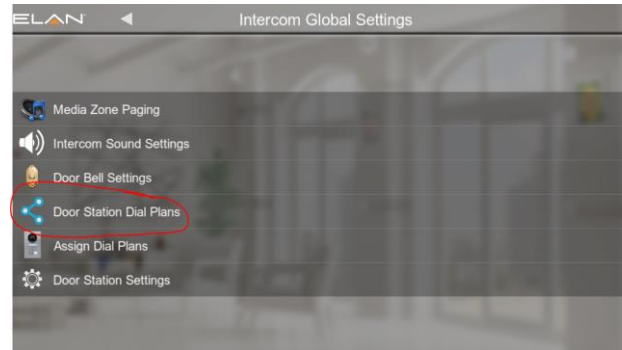 ELAN Intercom Global Settings
Media Zone Paging
Intercom Sound Settings
Door Bell Settings
Door Station Dial Plans
Assign Dial Plans
Door Station Settings